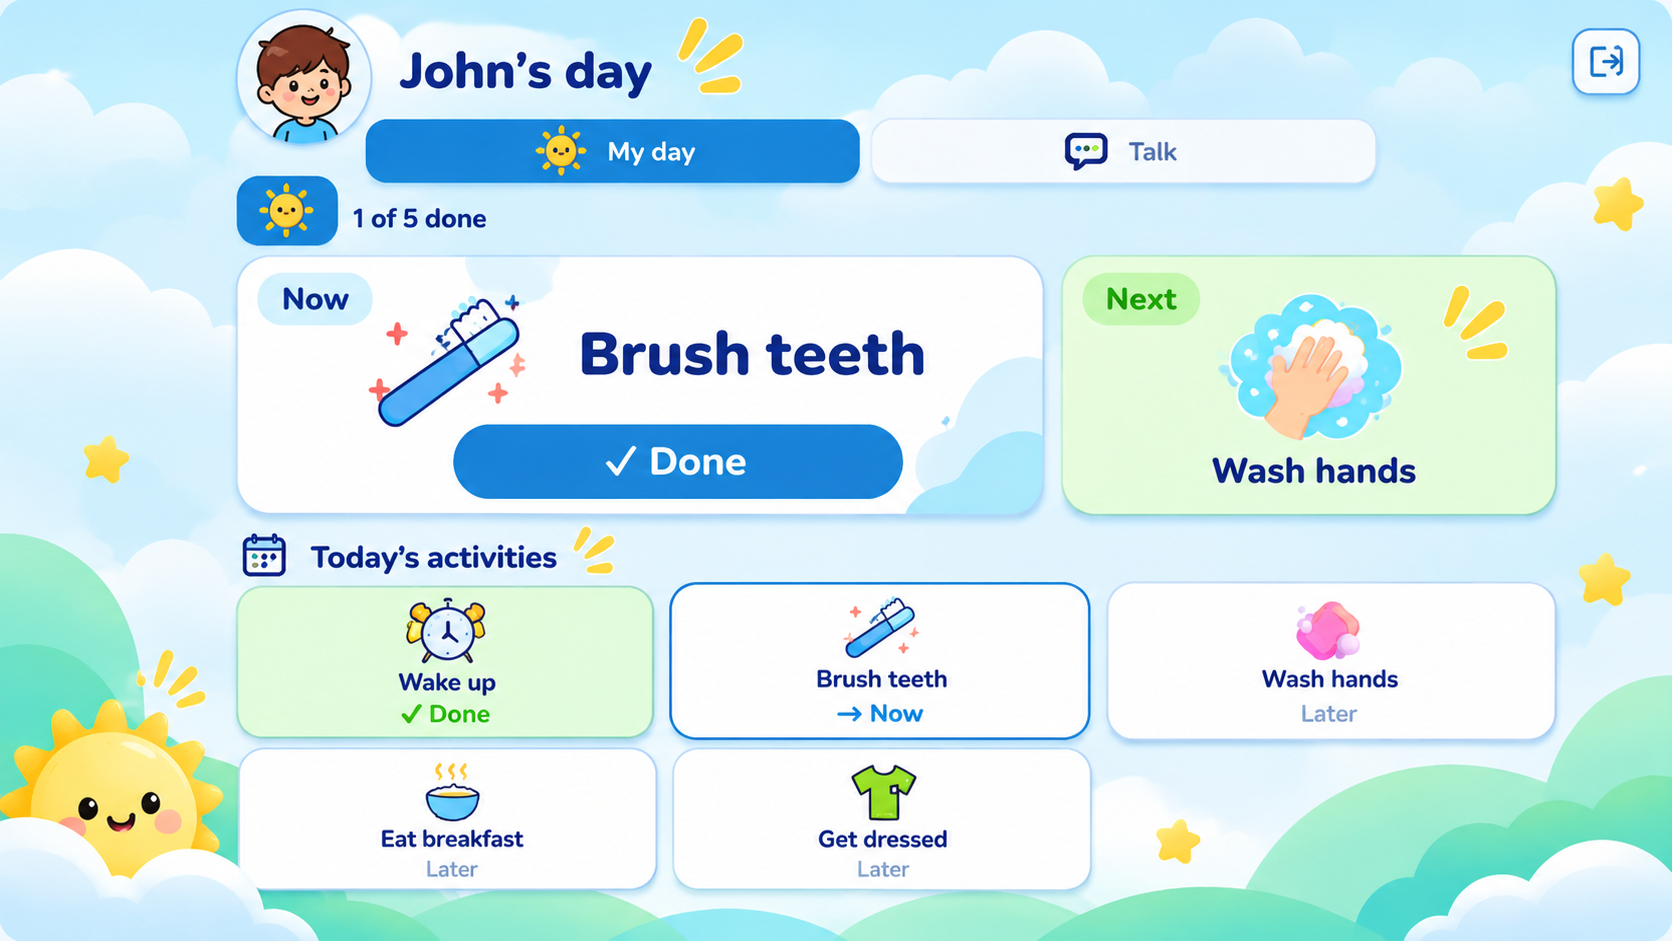 John's day
My day
Talk
1 of 5 done
Now
Brush teeth
✓ Done
Next
Wash hands
Today's activities
Wake up
✓ Done
Brush teeth
→ Now
Wash hands
Later
Eat breakfast
Later
Get dressed
Later